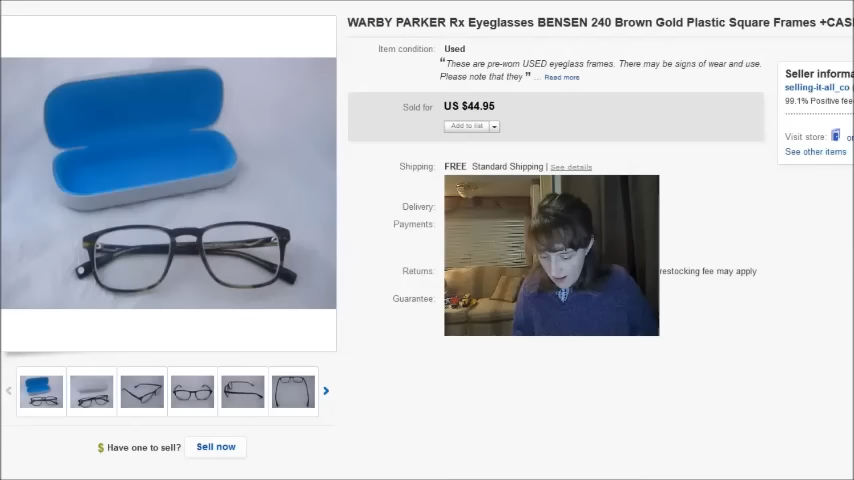 WARBY PARKER Rx Eyeglasses BENSEN 240 Brown Gold Plastic Square Frames +CAS
Item condition: Used
“These are pre-worn USED eyeglass frames. There may be signs of wear and use.
Please note that they ” ... Read more
Sold for: US $44.95
Add to list
Shipping: FREE Standard Shipping | See details
Delivery:
Payments:
Returns: restocking fee may apply
Guarantee:
Seller informa
selling-it-all_co
99.1% Positive fee
Visit store:
See other items
$ Have one to sell? Sell now